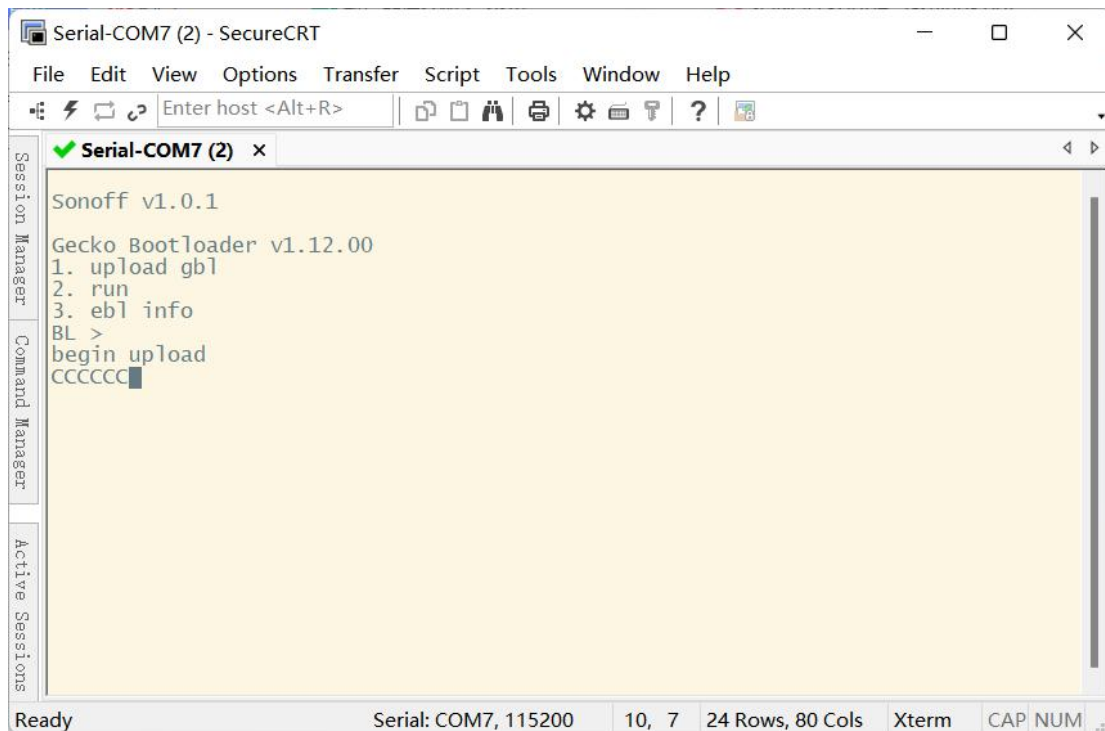 Serial-COM7 (2) - SecureCRT
File Edit View Options Transfer Script Tools Window Help
Enter host <Alt+R>
?
Serial-COM7 (2) ×
Session Manager
Command Manager
Active Sessions
Sonoff v1.0.1
Gecko Bootloader v1.12.00
1. upload gbl
2. run
3. ebl info
BL >
begin upload
CCCCCC
Ready Serial: COM7, 115200 10, 7 24 Rows, 80 Cols Xterm CAP NUM